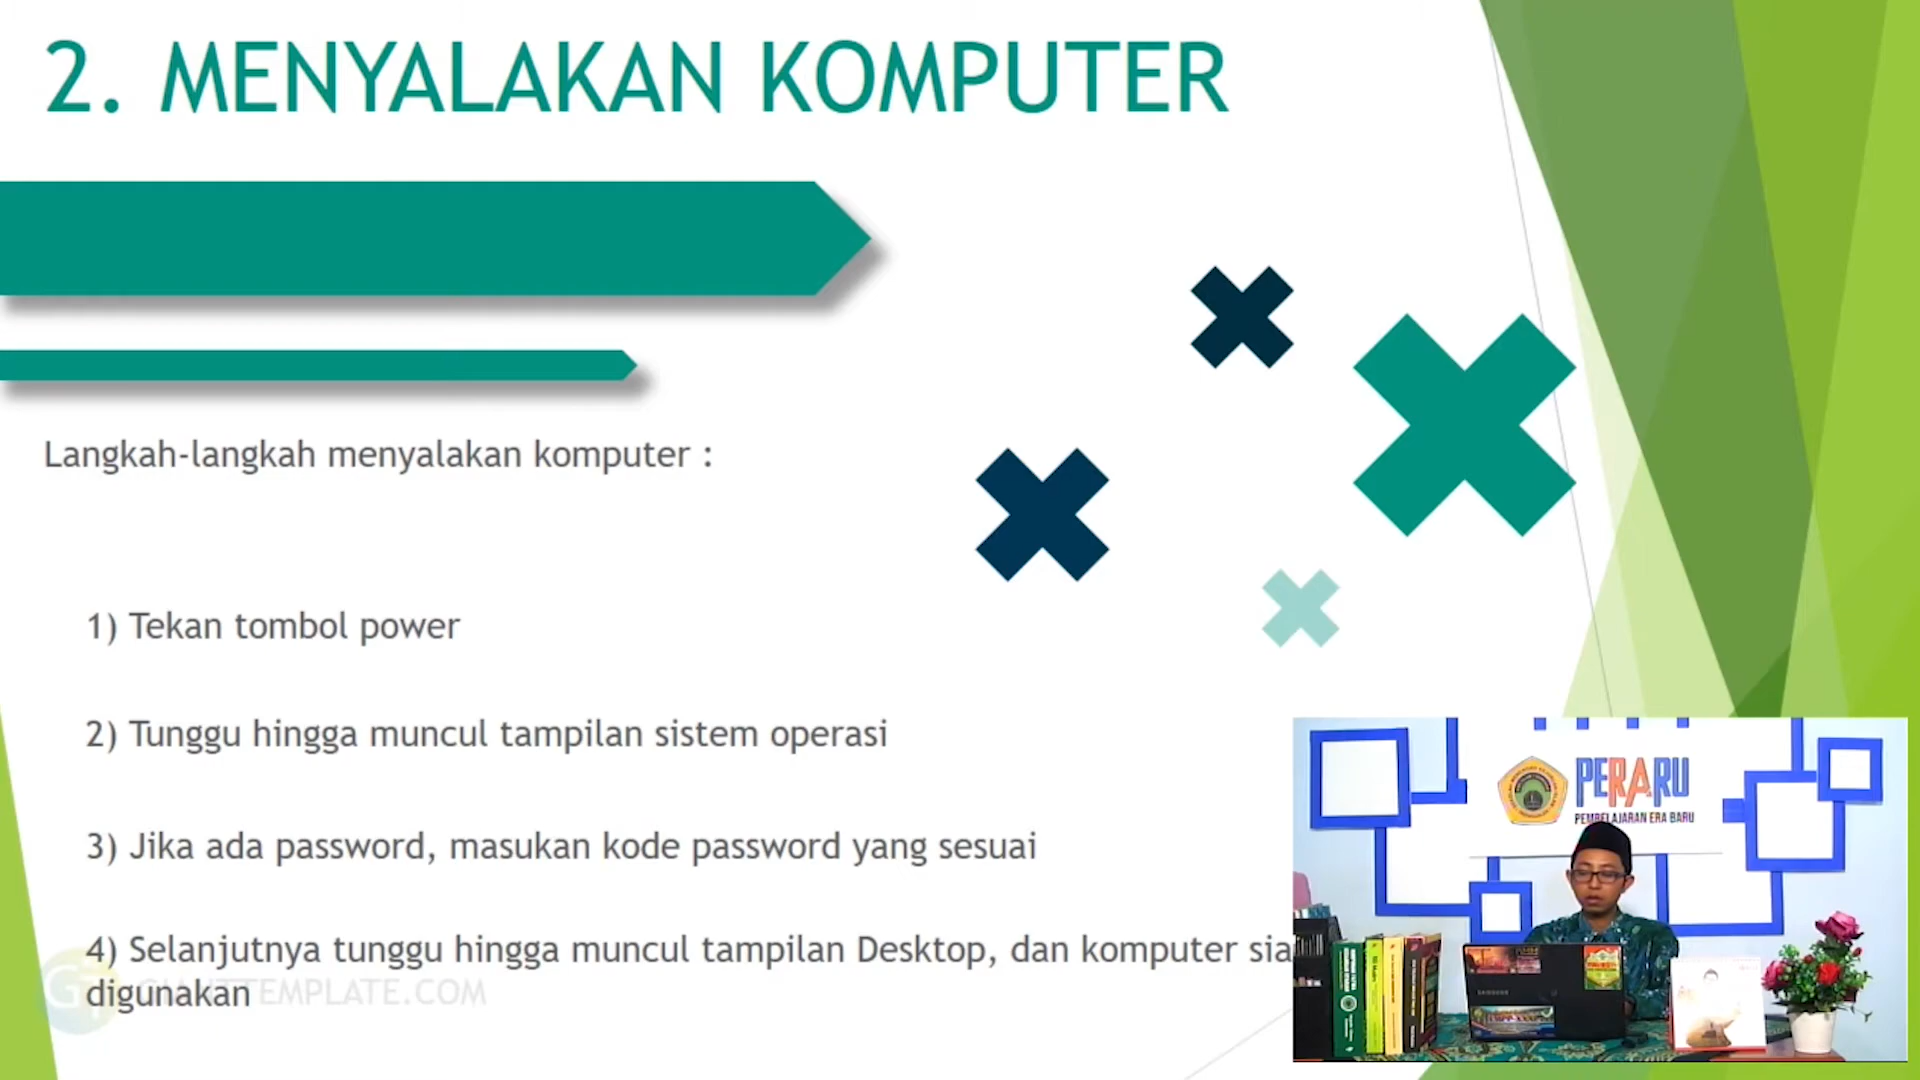 2. MENYALAKAN KOMPUTER
Langkah-langkah menyalakan komputer :
1) Tekan tombol power
2) Tunggu hingga muncul tampilan sistem operasi
3) Jika ada password, masukan kode password yang sesuai
4) Selanjutnya tunggu hingga muncul tampilan Desktop, dan komputer sia
digunakan
TEMPLATE.COM
PERARU
PEMBELAJARAN ERA BARU
SAMSUNG